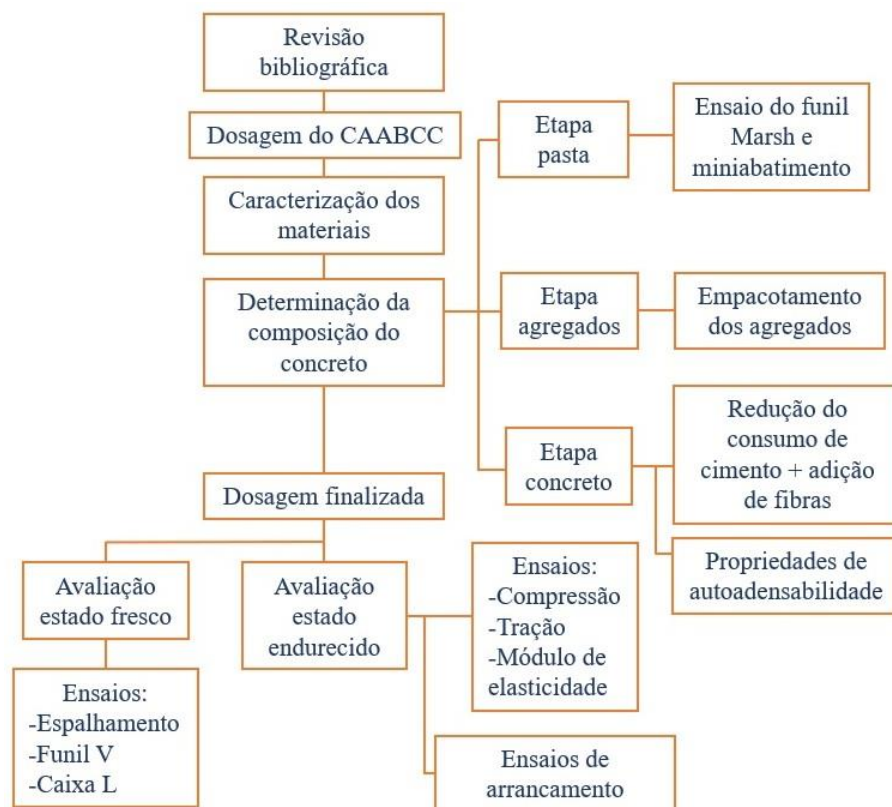 Revisão
bibliográfica
Dosagem do CAABCC
Caracterização dos
materiais
Determinação da
composição do
concreto
Etapa
pasta
Ensaio do funil
Marsh e
miniabatimento
Etapa
agregados
Empacotamento
dos agregados
Etapa
concreto
Redução do
consumo de
cimento + adição
de fibras
Propriedades de
autoadensabilidade
Dosagem finalizada
Avaliação
estado fresco
Ensaios:
-Espalhamento
-Funil V
-Caixa L
Avaliação
estado
endurecido
Ensaios:
-Compressão
-Tração
-Módulo de
elasticidade
Ensaios de
arrancamento